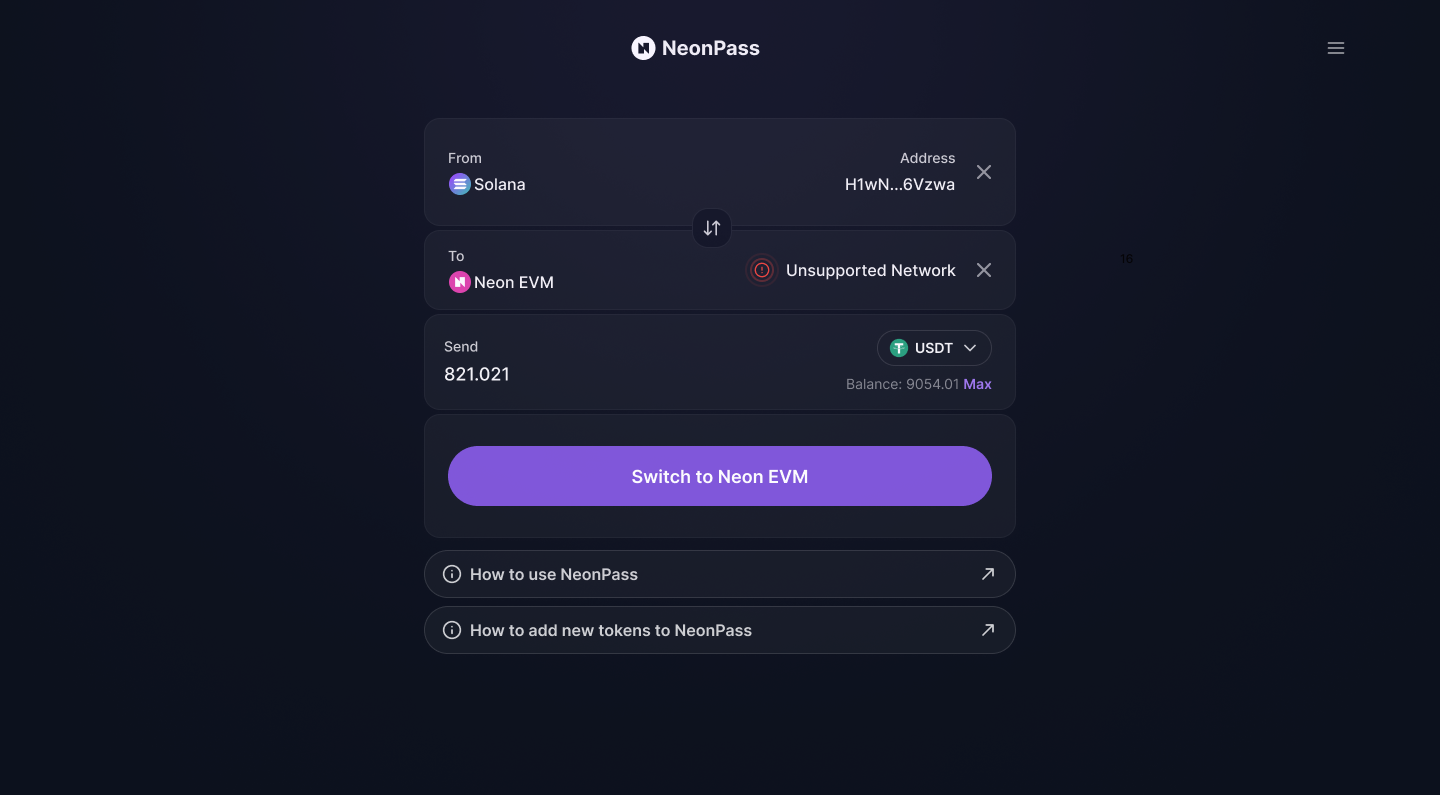 NeonPass
From
Address
Solana
H1wN...6Vzwa
To
Neon EVM
Unsupported Network
16
Send
USDT
821.021
Balance: 9054.01 Max
Switch to Neon EVM
How to use NeonPass
How to add new tokens to NeonPass